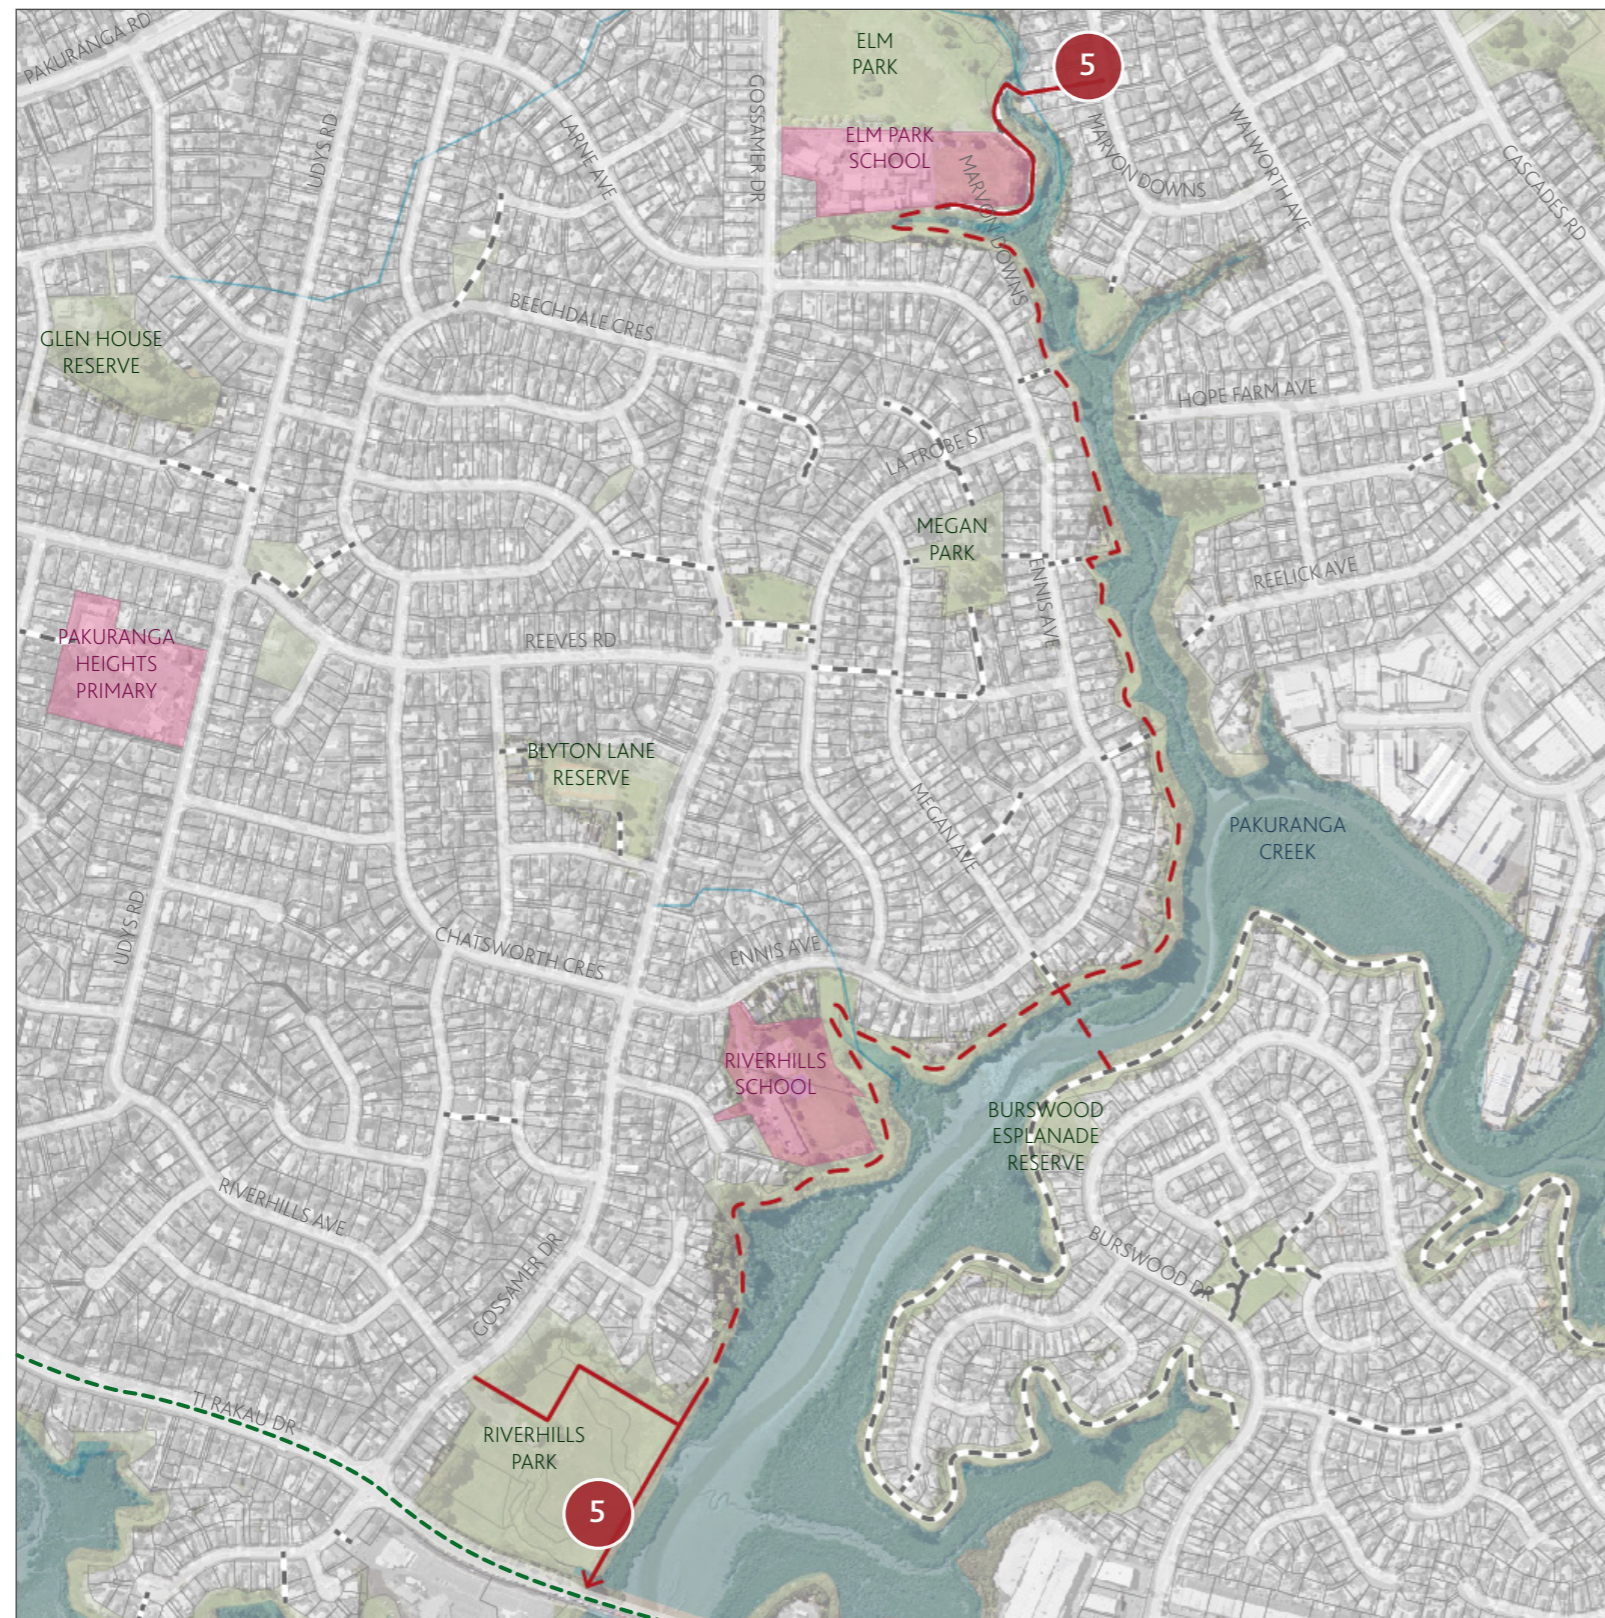 PAKURANGA RD
ELM
PARK
5
GOSSAMER DR
UDYS RD
LARNE AVE
ELM PARK
SCHOOL
MARVON DOWNS
MARVON DOWNS
WALWORTH AVE
CASCADES RD
BEECHDALE CRES
GLEN HOUSE
RESERVE
HOPE FARM AVE
LA TROBE ST
MEGAN
PARK
ENNIS AVE
REELICK AVE
PAKURANGA
HEIGHTS
PRIMARY
REEVES RD
BLYTON LANE
RESERVE
MEGAN AVE
PAKURANGA
CREEK
UDYS RD
CHATSWORTH CRES
ENNIS AVE
RIVERHILLS
SCHOOL
BURSWOOD
ESPLANADE
RESERVE
RIVERHILLS AVE
GOSSAMER DR
BURSWOOD DR
TI RAKAU DR
RIVERHILLS
PARK
5